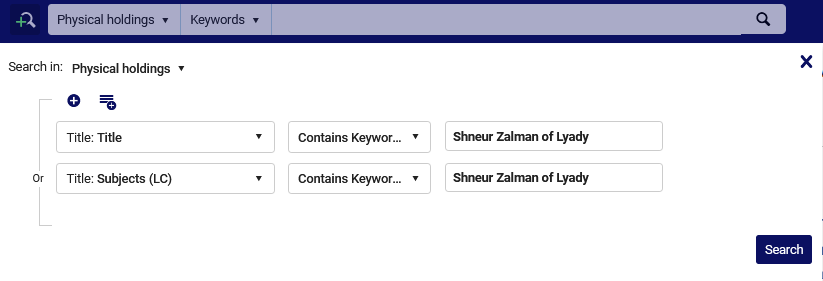 Physical holdings Keywords
Search in: Physical holdings
Title: Title Contains Keywor... Shneur Zalman of Lyady
Or
Title: Subjects (LC) Contains Keywor... Shneur Zalman of Lyady
Search